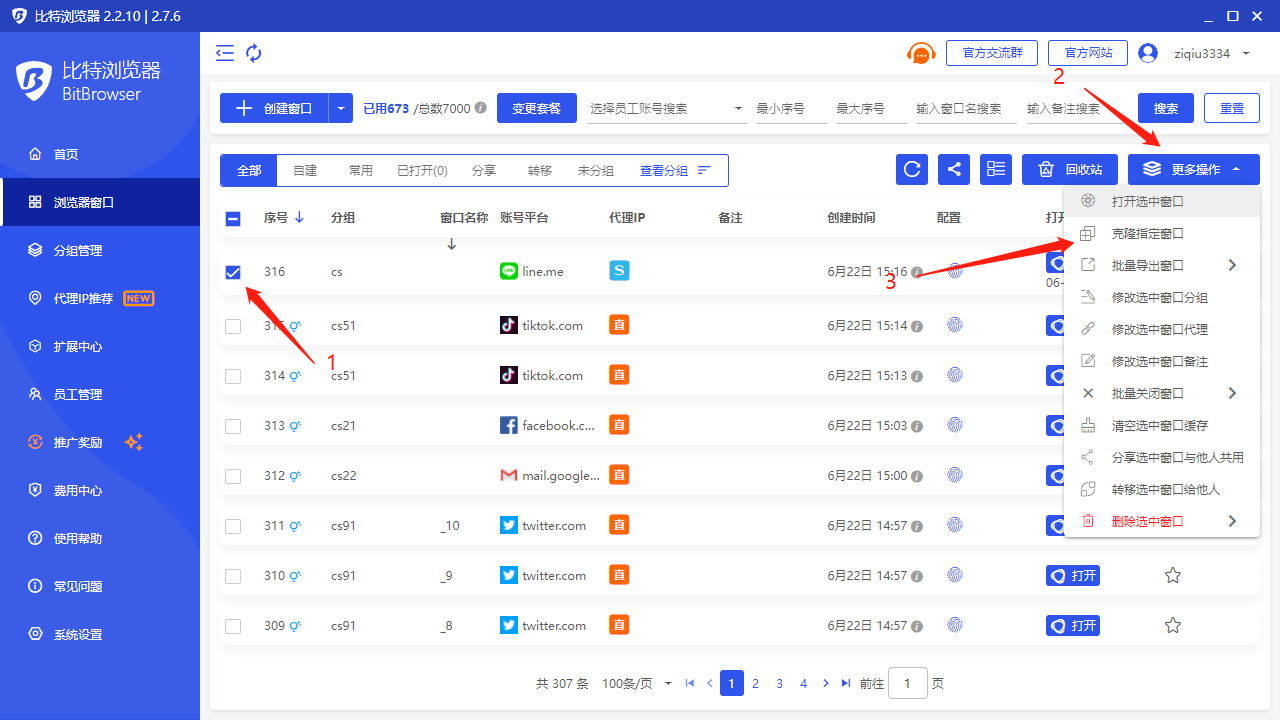 比特浏览器 2.2.10 | 2.7.6
比特浏览器
BitBrowser
首页
浏览器窗口
分组管理
代理IP推荐 NEW
扩展中心
员工管理
推广奖励
费用中心
使用帮助
常见问题
系统设置
官方交流群 官方网站 ziqiu3334
2
创建窗口 已用673 /总数7000 变更套餐 选择员工账号搜索 最小序号 最大序号 输入窗口名搜索 输入备注搜索 搜索 重置
全部 自建 常用 已打开(0) 分享 转移 未分组 查看分组 回收站 更多操作
序号 分组 窗口名称 账号平台 代理IP 备注 创建时间 配置
316 cs line.me S 6月22日 15:16
06-
3
315 cs51 tiktok.com 直 6月22日 15:14
1
314 cs51 tiktok.com 直 6月22日 15:13
313 cs21 facebook.c... 直 6月22日 15:03
312 cs22 mail.google... 直 6月22日 15:00
311 cs91 _10 twitter.com 直 6月22日 14:57
310 cs91 _9 twitter.com 直 6月22日 14:57 打开
309 cs91 _8 twitter.com 直 6月22日 14:57 打开
打开选中窗口
克隆指定窗口
批量导出窗口
修改选中窗口分组
修改选中窗口代理
修改选中窗口备注
批量关闭窗口
清空选中窗口缓存
分享选中窗口与他人共用
转移选中窗口给他人
删除选中窗口
共 307 条 100条/页 1 2 3 4 前往 1 页